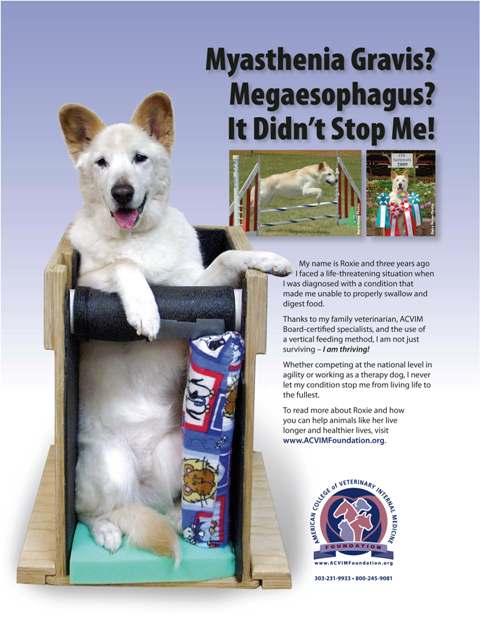 Myasthenia Gravis?
Megaesophagus?
It Didn't Stop Me!
2009
My name is Roxie and three years ago
I faced a life-threatening situation when
I was diagnosed with a condition that
made me unable to properly swallow and
digest food.
Thanks to my family veterinarian, ACVIM
Board-certified specialists, and the use of
a vertical feeding method, I am not just
surviving – I am thriving!
Whether competing at the national level in
agility or working as a therapy dog, I never
let my condition stop me from living life to
the fullest.
To read more about Roxie and how
you can help animals like her live
longer and healthier lives, visit
www.ACVIMFoundation.org.
AMERICAN COLLEGE of VETERINARY INTERNAL MEDICINE
FOUNDATION
www.ACVIMFoundation.org
303-231-9933 • 800-245-9081